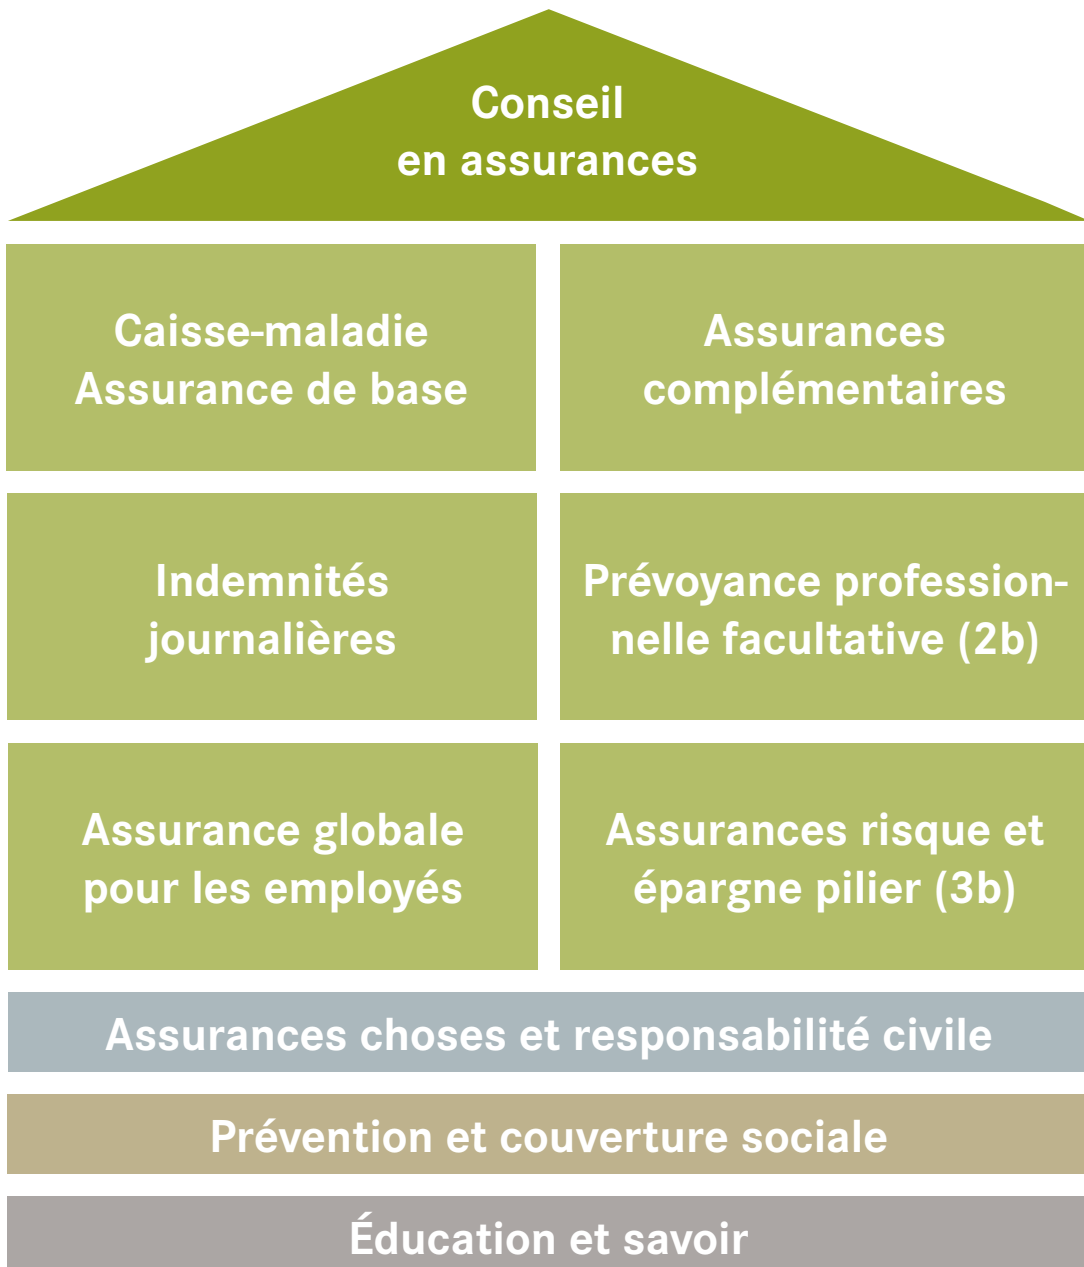 Conseil
en assurances
Caisse-maladie
Assurance de base
Assurances
complémentaires
Indemnités
journalières
Prévoyance profession-
nelle facultative (2b)
Assurance globale
pour les employés
Assurances risque et
épargne pilier (3b)
Assurances choses et responsabilité civile
Prévention et couverture sociale
Éducation et savoir